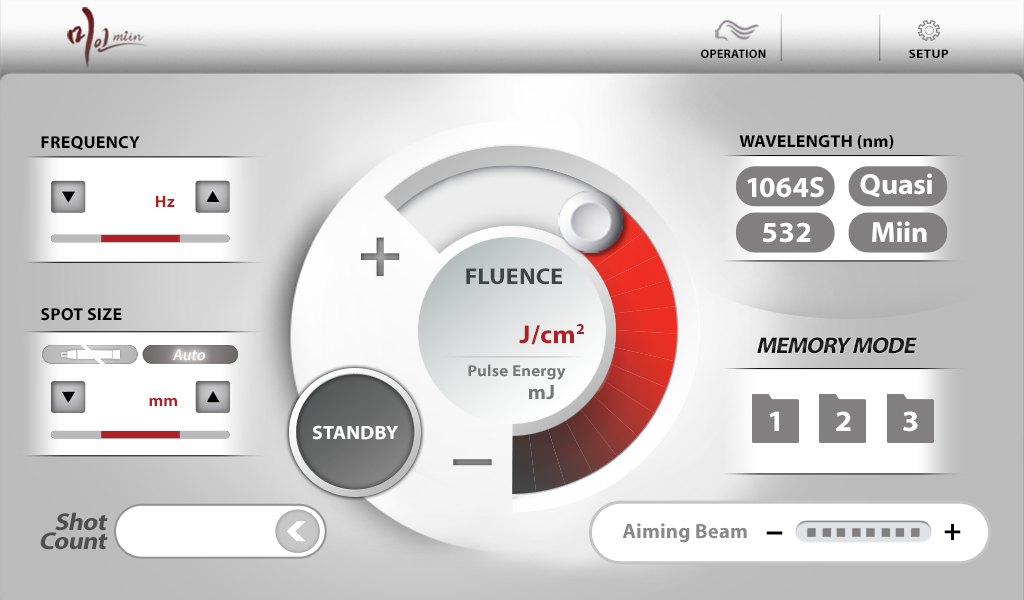 미인 miin
OPERATION
SETUP
FREQUENCY
Hz
SPOT SIZE
Auto
mm
Shot
Count
+
FLUENCE
J/cm²
Pulse Energy
mJ
STANDBY
−
WAVELENGTH (nm)
1064S
Quasi
532
Miin
MEMORY MODE
1
2
3
Aiming Beam − +